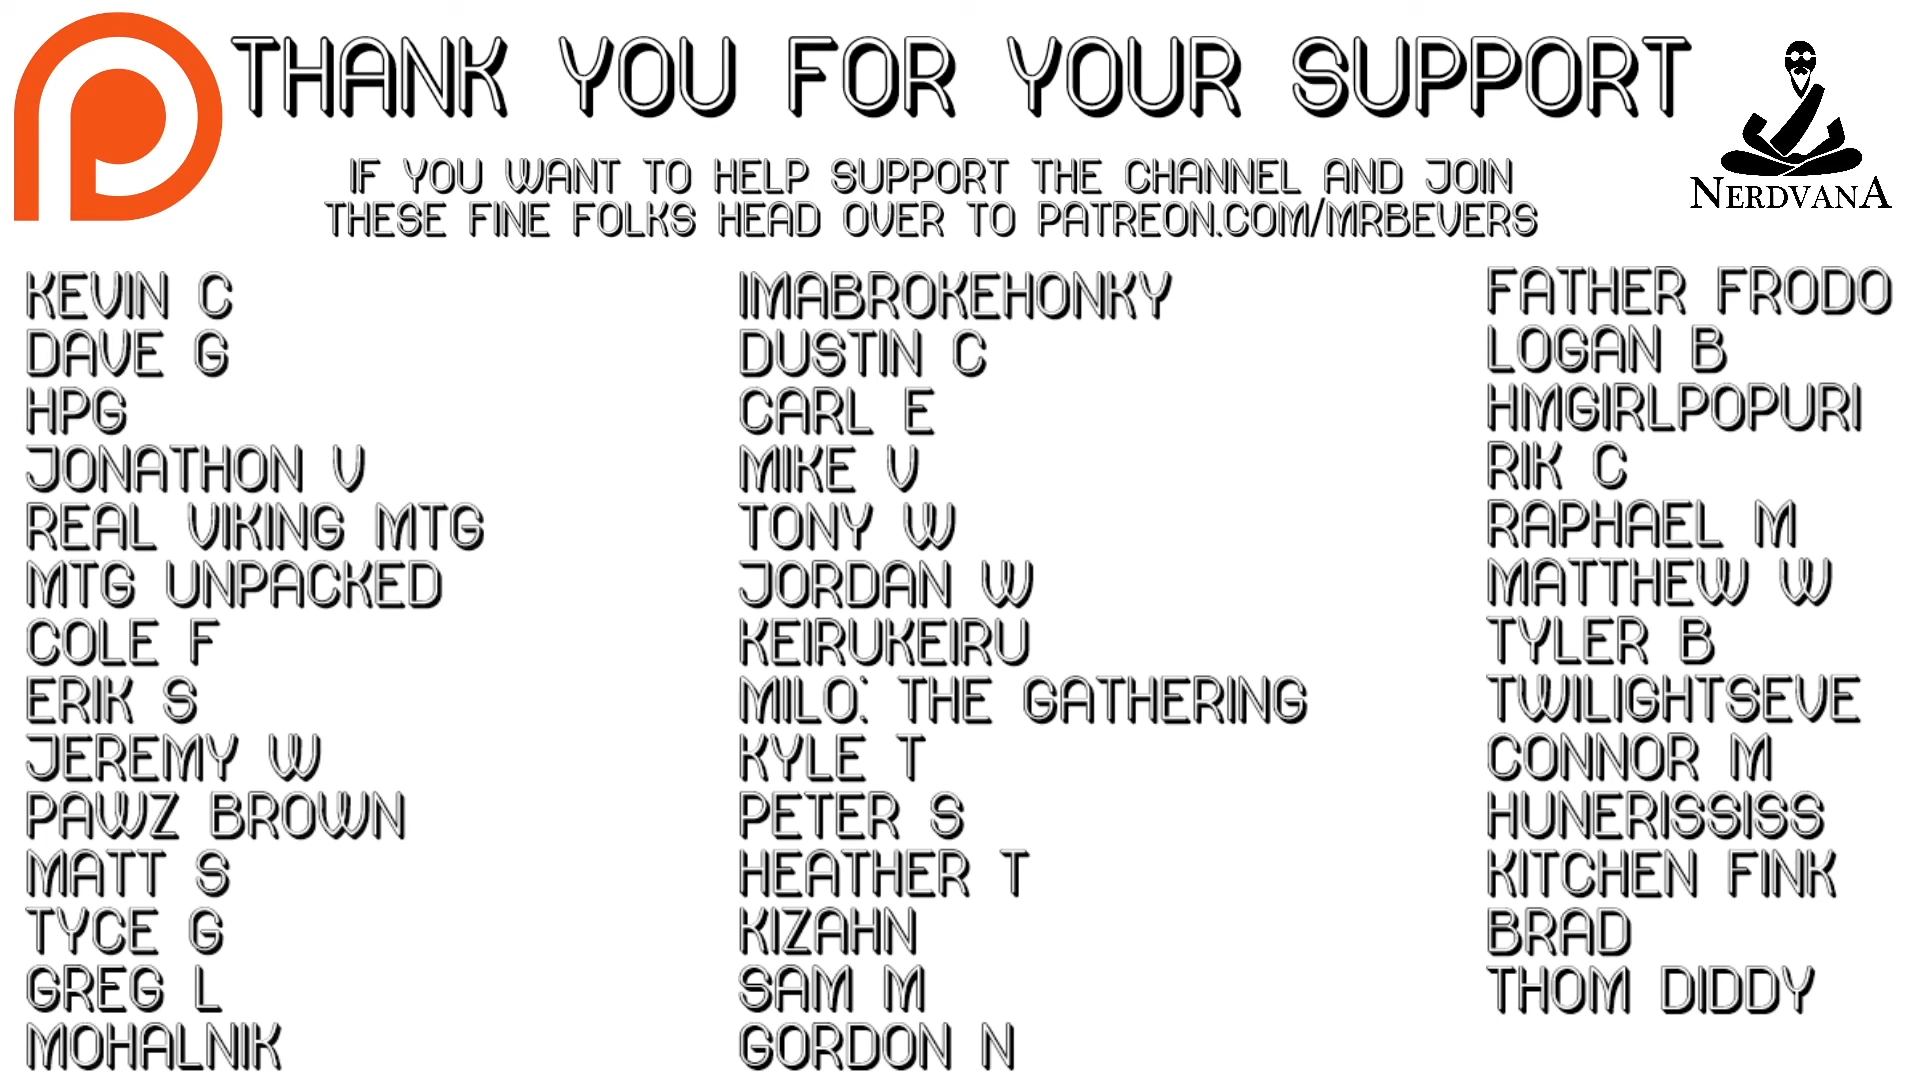 THANK YOU FOR YOUR SUPPORT
NERDVANA
IF YOU WANT TO HELP SUPPORT THE CHANNEL AND JOIN
THESE FINE FOLKS HEAD OVER TO PATREON.COM/MRBEVERS
KEVIN C
DAVE G
HPG
JONATHON V
REAL VIKING MTG
MTG UNPACKED
COLE F
ERIK S
JEREMY W
PAWZ BROWN
MATT S
TYCE G
GREG L
MOHALNIK
IMABROKEHONKY
DUSTIN C
CARL E
MIKE V
TONY W
JORDAN W
KEIRUKEIRU
MILO: THE GATHERING
KYLE T
PETER S
HEATHER T
KIZAHN
SAM M
GORDON N
FATHER FRODO
LOGAN B
HMGIRLPOPURI
RIK C
RAPHAEL M
MATTHEW W
TYLER B
TWILIGHTSEVE
CONNOR M
HUNERISSISS
KITCHEN FINK
BRAD
THOM DIDDY